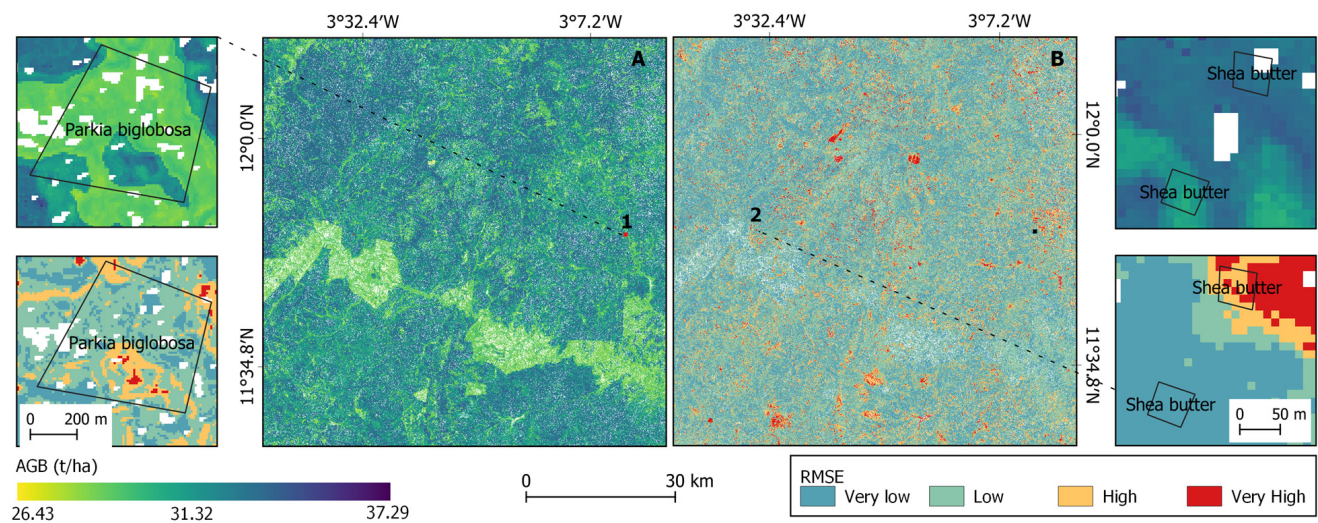 3°32.4'W
3°7.2'W
3°32.4'W
3°7.2'W
A
B
Parkia biglobosa
12°0.0'N
12°0.0'N
Shea butter
Shea butter
1
2
Parkia biglobosa
11°34.8'N
11°34.8'N
Shea butter
Shea butter
0 200 m
0 50 m
AGB (t/ha)
26.43 31.32 37.29
0 30 km
RMSE
Very low Low High Very High